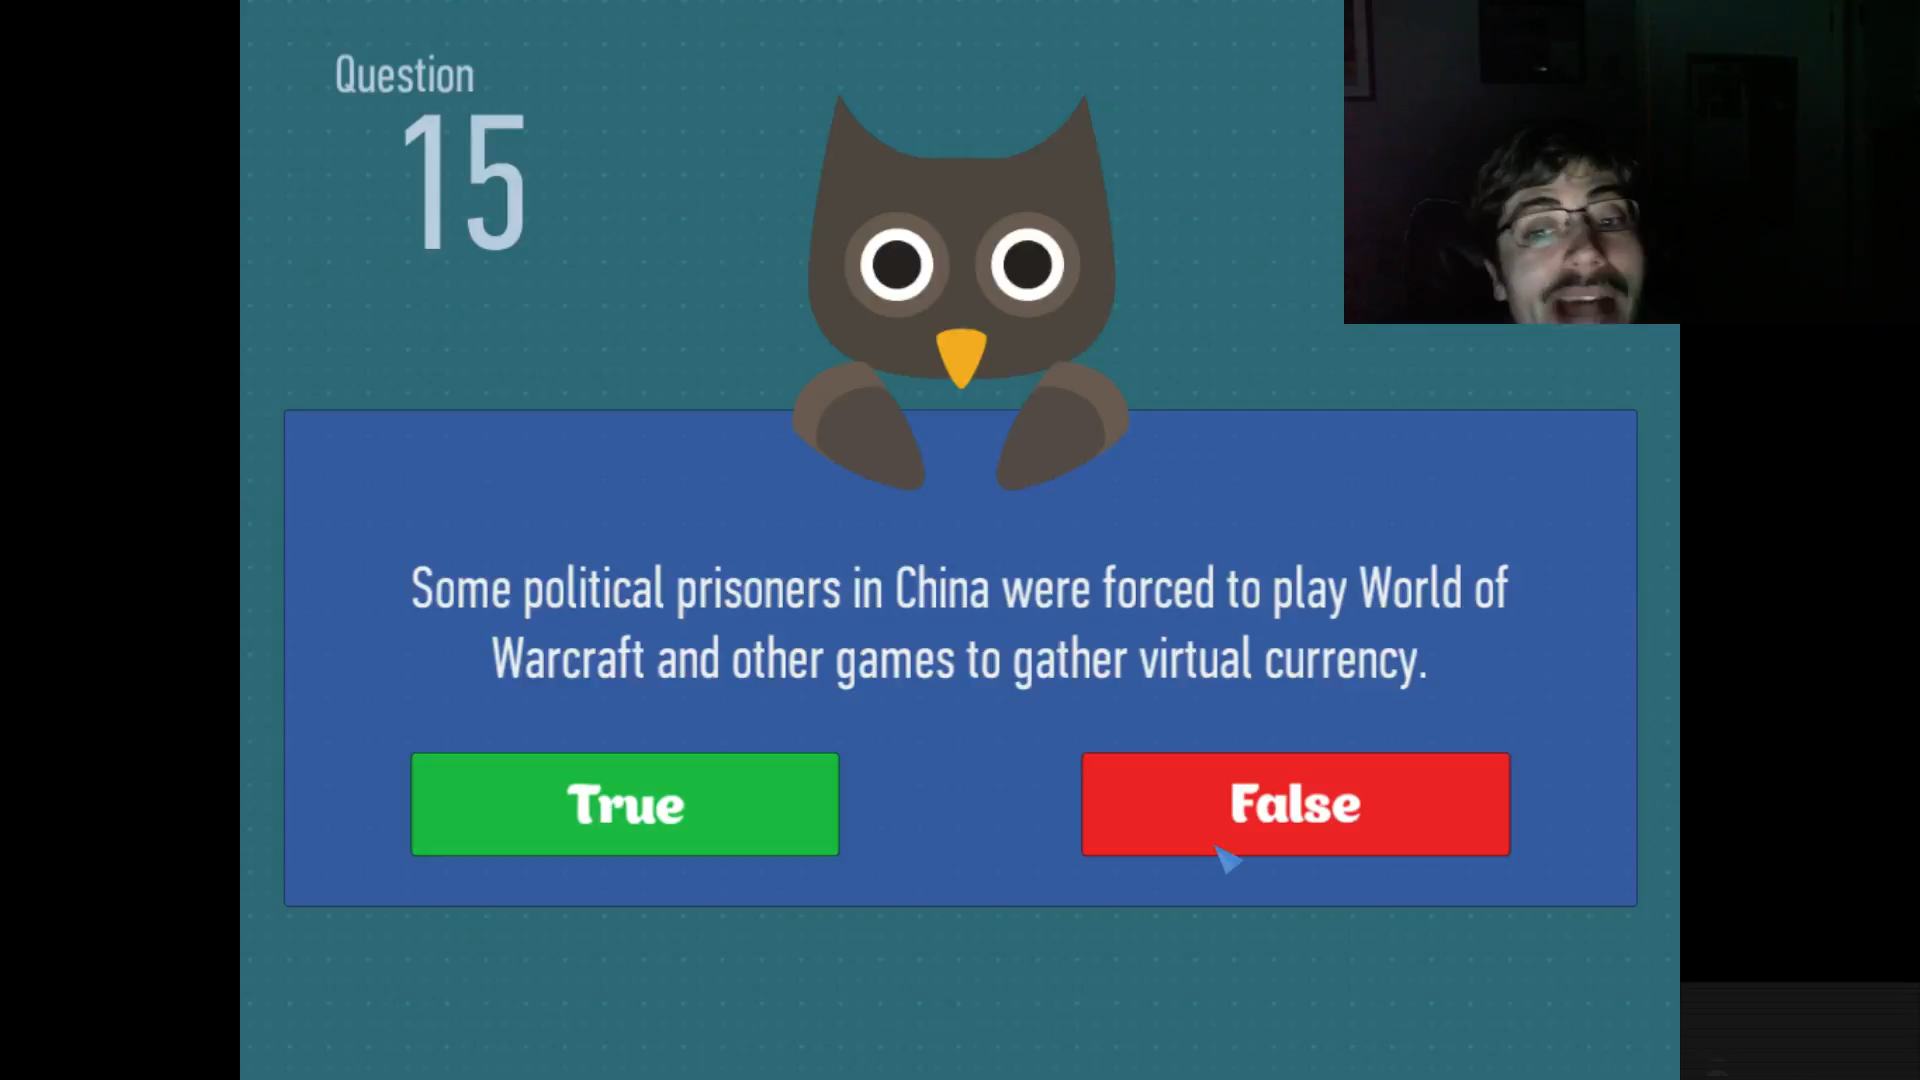 Question
15
Some political prisoners in China were forced to play World of
Warcraft and other games to gather virtual currency.
True
False